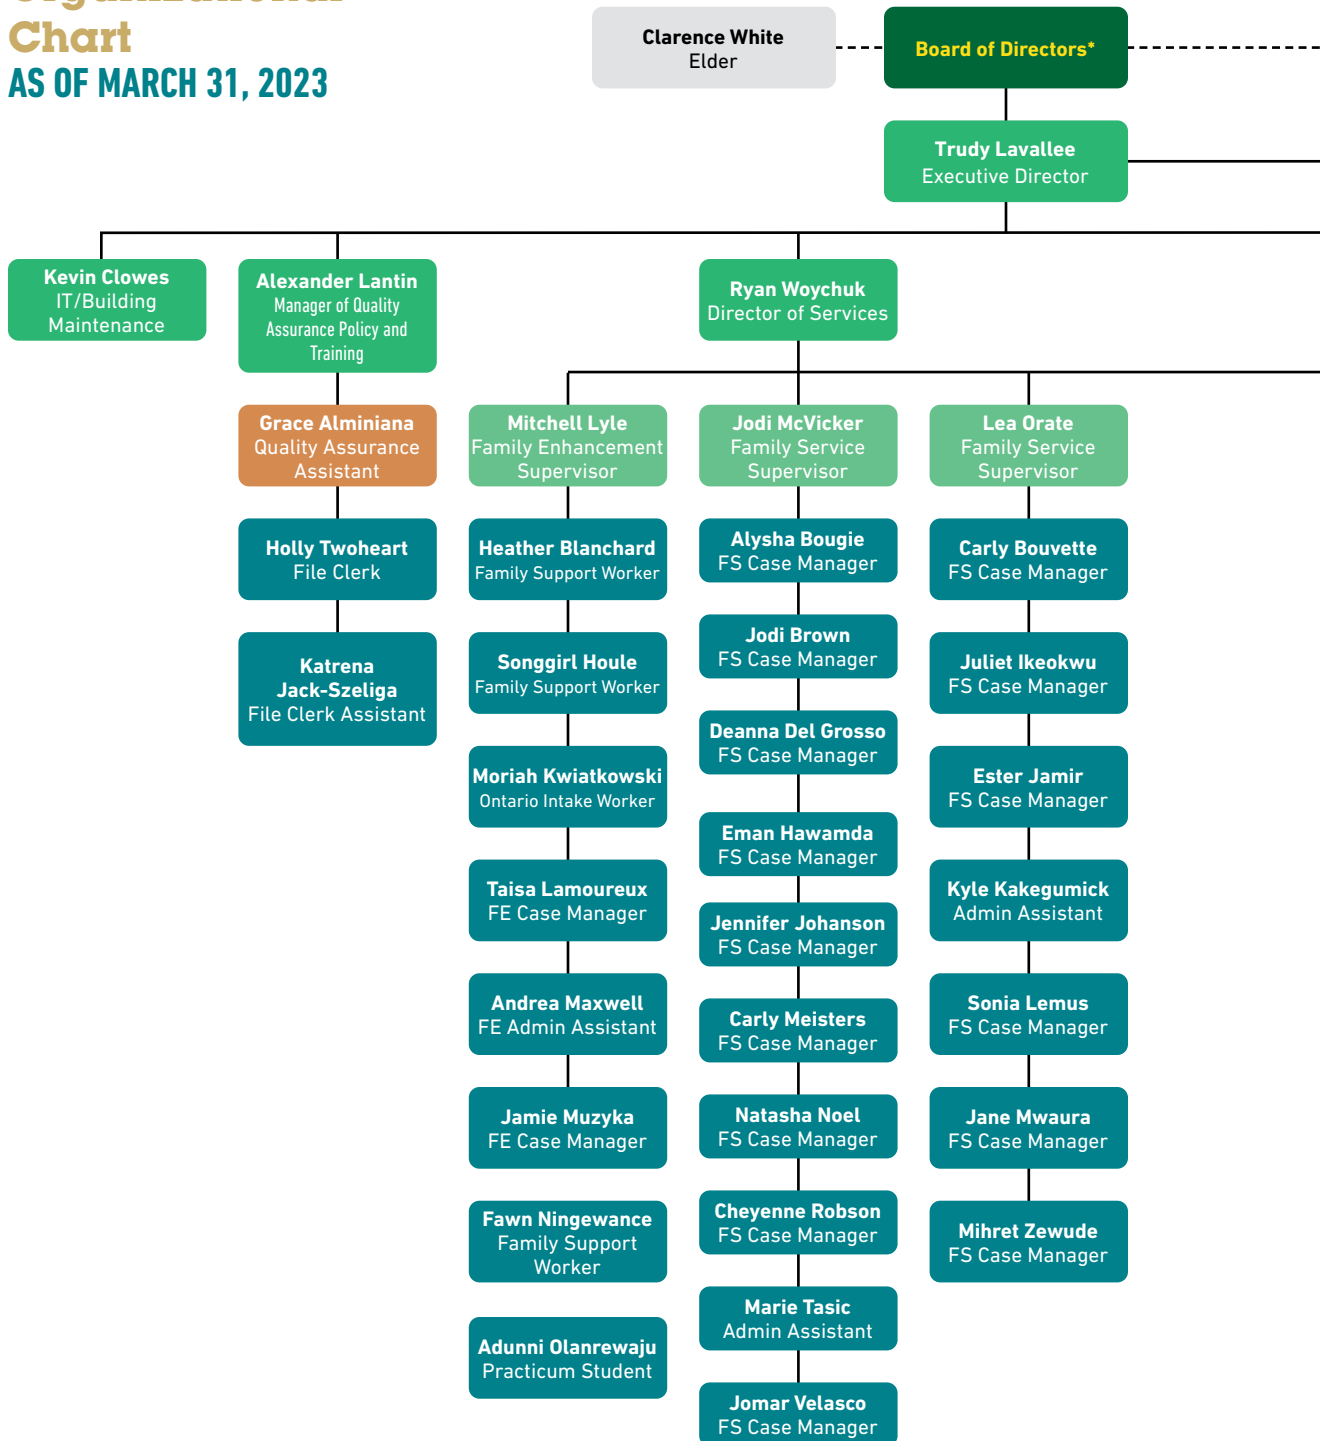 Organizational
Chart
AS OF MARCH 31, 2023
Clarence White
Elder
Board of Directors*
Trudy Lavallee
Executive Director
Kevin Clowes
IT/Building
Maintenance
Alexander Lantin
Manager of Quality
Assurance Policy and
Training
Ryan Woychuk
Director of Services
Grace Alminiana
Quality Assurance
Assistant
Holly Twoheart
File Clerk
Katrena
Jack-Szeliga
File Clerk Assistant
Mitchell Lyle
Family Enhancement
Supervisor
Heather Blanchard
Family Support Worker
Songgirl Houle
Family Support Worker
Moriah Kwiatkowski
Ontario Intake Worker
Taisa Lamoureux
FE Case Manager
Andrea Maxwell
FE Admin Assistant
Jamie Muzyka
FE Case Manager
Fawn Ningewance
Family Support
Worker
Adunni Olanrewaju
Practicum Student
Jodi McVicker
Family Service
Supervisor
Alysha Bougie
FS Case Manager
Jodi Brown
FS Case Manager
Deanna Del Grosso
FS Case Manager
Eman Hawamda
FS Case Manager
Jennifer Johanson
FS Case Manager
Carly Meisters
FS Case Manager
Natasha Noel
FS Case Manager
Cheyenne Robson
FS Case Manager
Marie Tasic
Admin Assistant
Jomar Velasco
FS Case Manager
Lea Orate
Family Service
Supervisor
Carly Bouvette
FS Case Manager
Juliet Ikeokwu
FS Case Manager
Ester Jamir
FS Case Manager
Kyle Kakegumick
Admin Assistant
Sonia Lemus
FS Case Manager
Jane Mwaura
FS Case Manager
Mihret Zewude
FS Case Manager